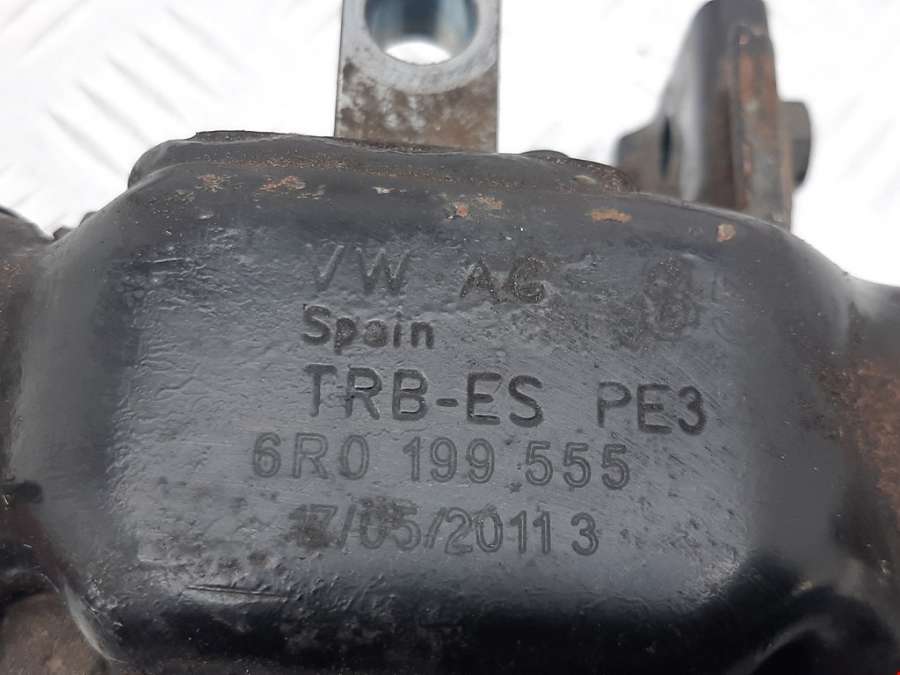 VW AG
Spain
TRB-ES PE3
6R0 199 555
17/05/2011 3